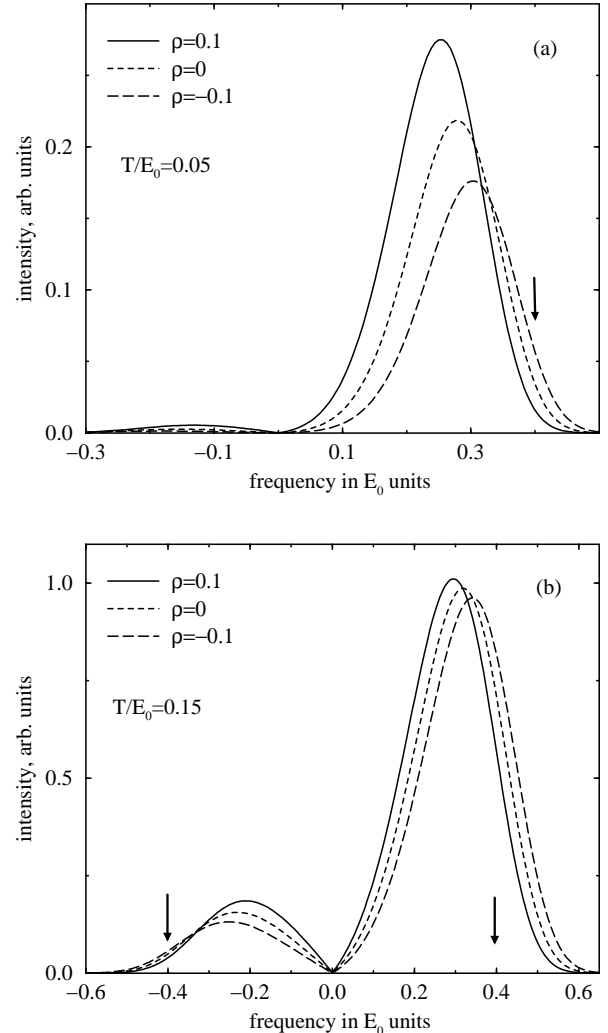 ρ=0.1
(a)
ρ=0
ρ=−0.1
T/E₀=0.05
intensity, arb. units
0.2
0.1
0.0
−0.3
−0.1
0.1
0.3
frequency in E₀ units
ρ=0.1
(b)
ρ=0
ρ=−0.1
T/E₀=0.15
intensity, arb. units
1.0
0.5
0.0
−0.6
−0.4
−0.2
0.0
0.2
0.4
0.6
frequency in E₀ units